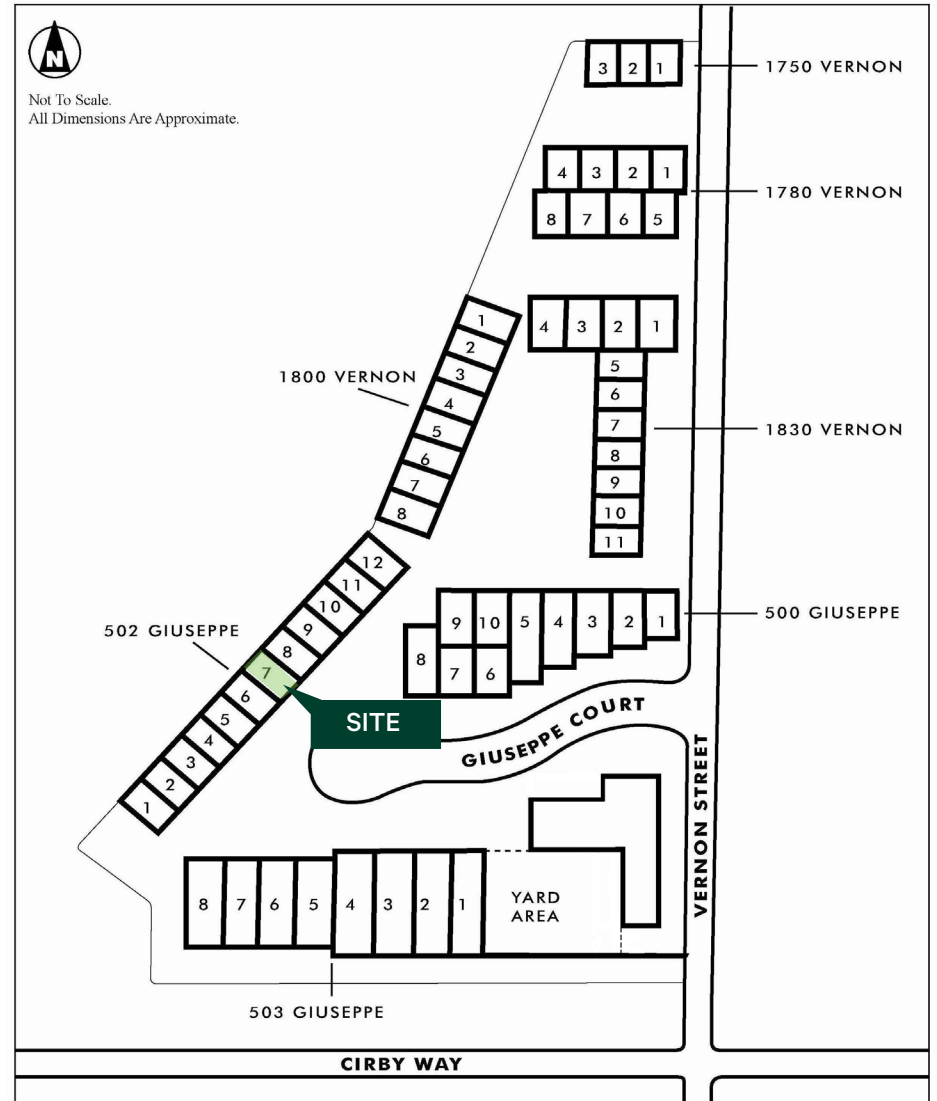 N
Not To Scale.
All Dimensions Are Approximate.
3 2 1
1750 VERNON
4 3 2 1
1780 VERNON
8 7 6 5
1
2
3
4
5
6
7
8
1800 VERNON
4 3 2 1
5
6
7
8
9
10
11
1830 VERNON
12
11
10
9
8
7
6
5
4
3
2
1
502 GIUSEPPE
SITE
9 10 5 4 3 2 1
8 7 6
500 GIUSEPPE
GIUSEPPE COURT
VERNON STREET
8 7 6 5 4 3 2 1
YARD
AREA
503 GIUSEPPE
CIRBY WAY